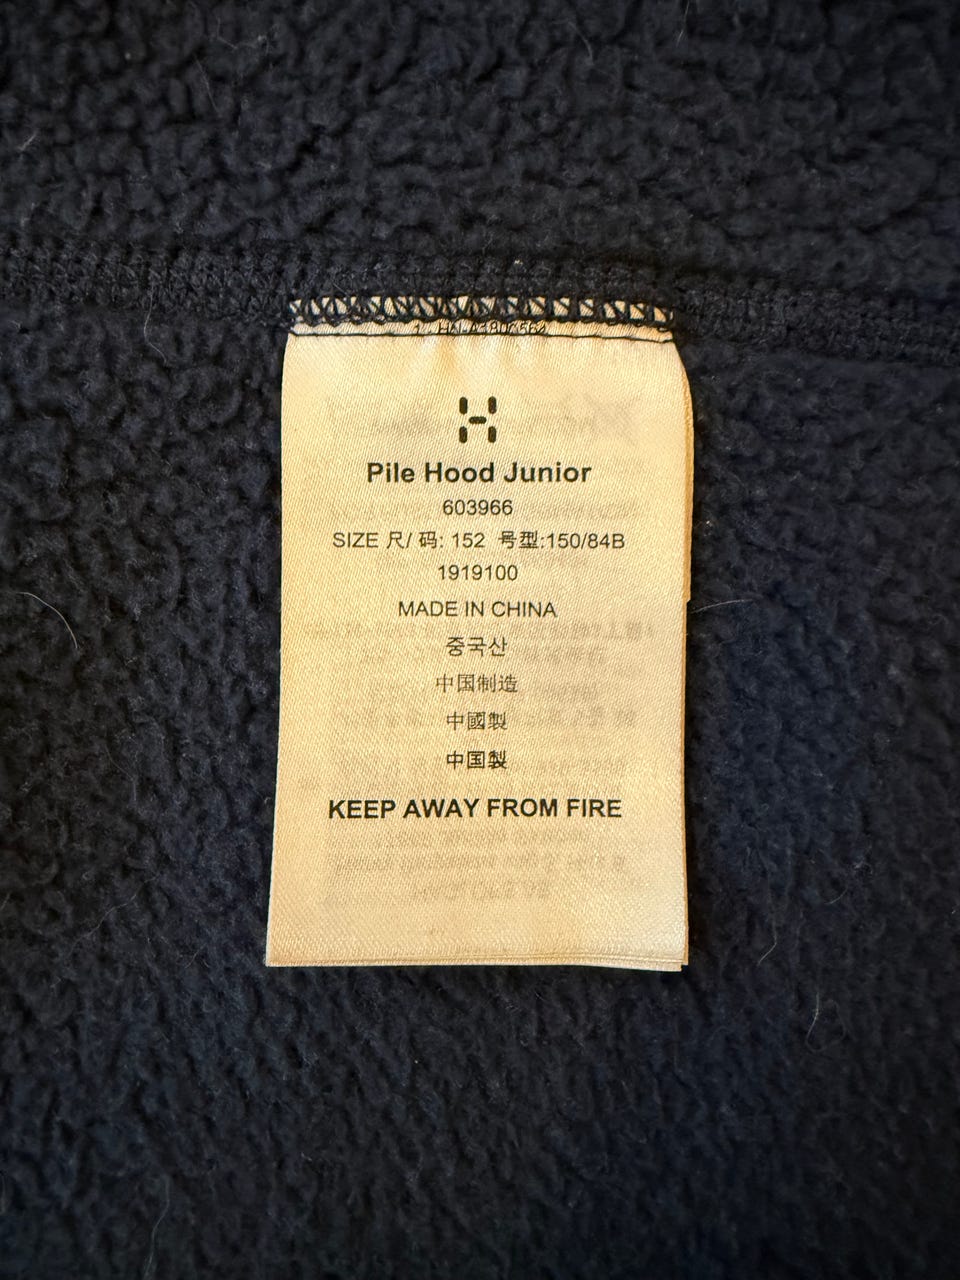 Pile Hood Junior
603966
SIZE 尺/ 码: 152 号型:150/84B
1919100
MADE IN CHINA
중국산
中国制造
中國製
中国製
KEEP AWAY FROM FIRE